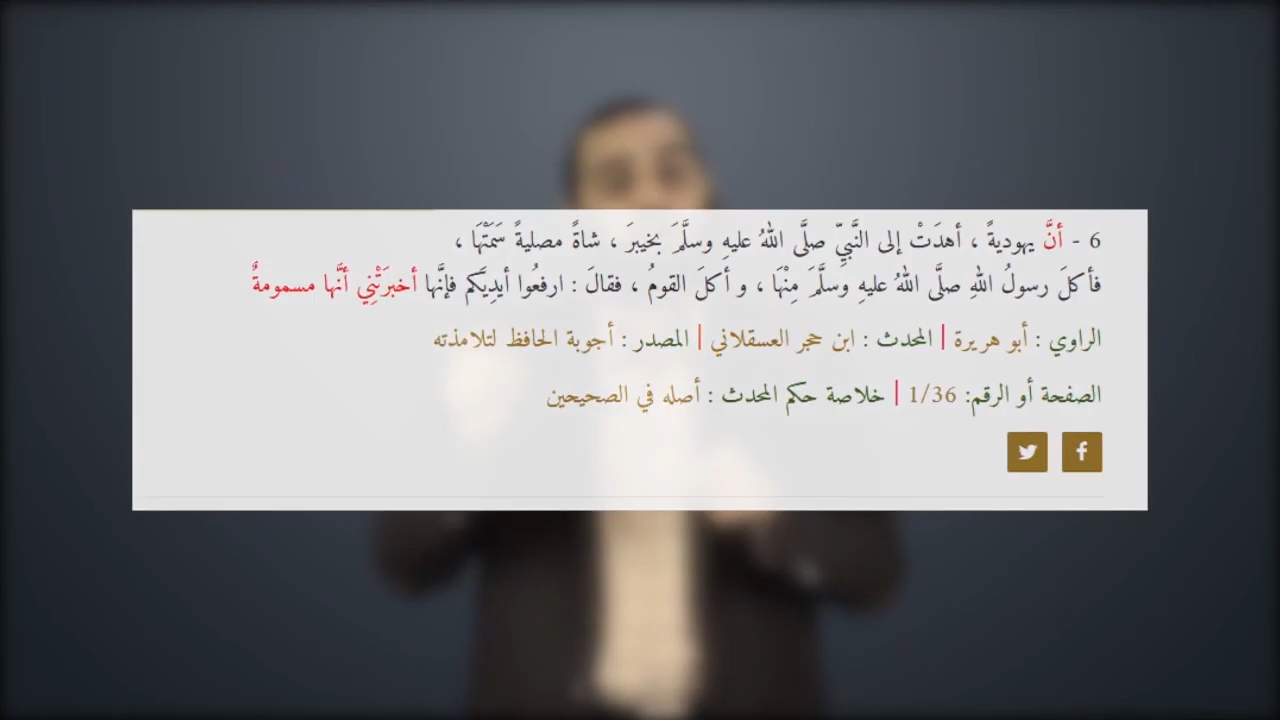 6 - أنَّ يهوديةً ، أهدَتْ إلى النَّبيِّ صلَّى اللهُ عليهِ وسلَّمَ بخيبرَ ، شاةً مصليةً سَمَتْهَا ،
فأكلَ رسولُ اللهِ صلَّى اللهُ عليهِ وسلَّمَ مِنْهَا ، و أكلَ القومُ ، فقالَ : ارفعُوا أيدِيَكم فإنَّها أخبرَتْنِي أنَّها مسمومةٌ
الراوي : أبو هريرة | المحدث : ابن حجر العسقلاني | المصدر : أجوبة الحافظ لتلامذته
الصفحة أو الرقم: 1/36 | خلاصة حكم المحدث : أصله في الصحيحين